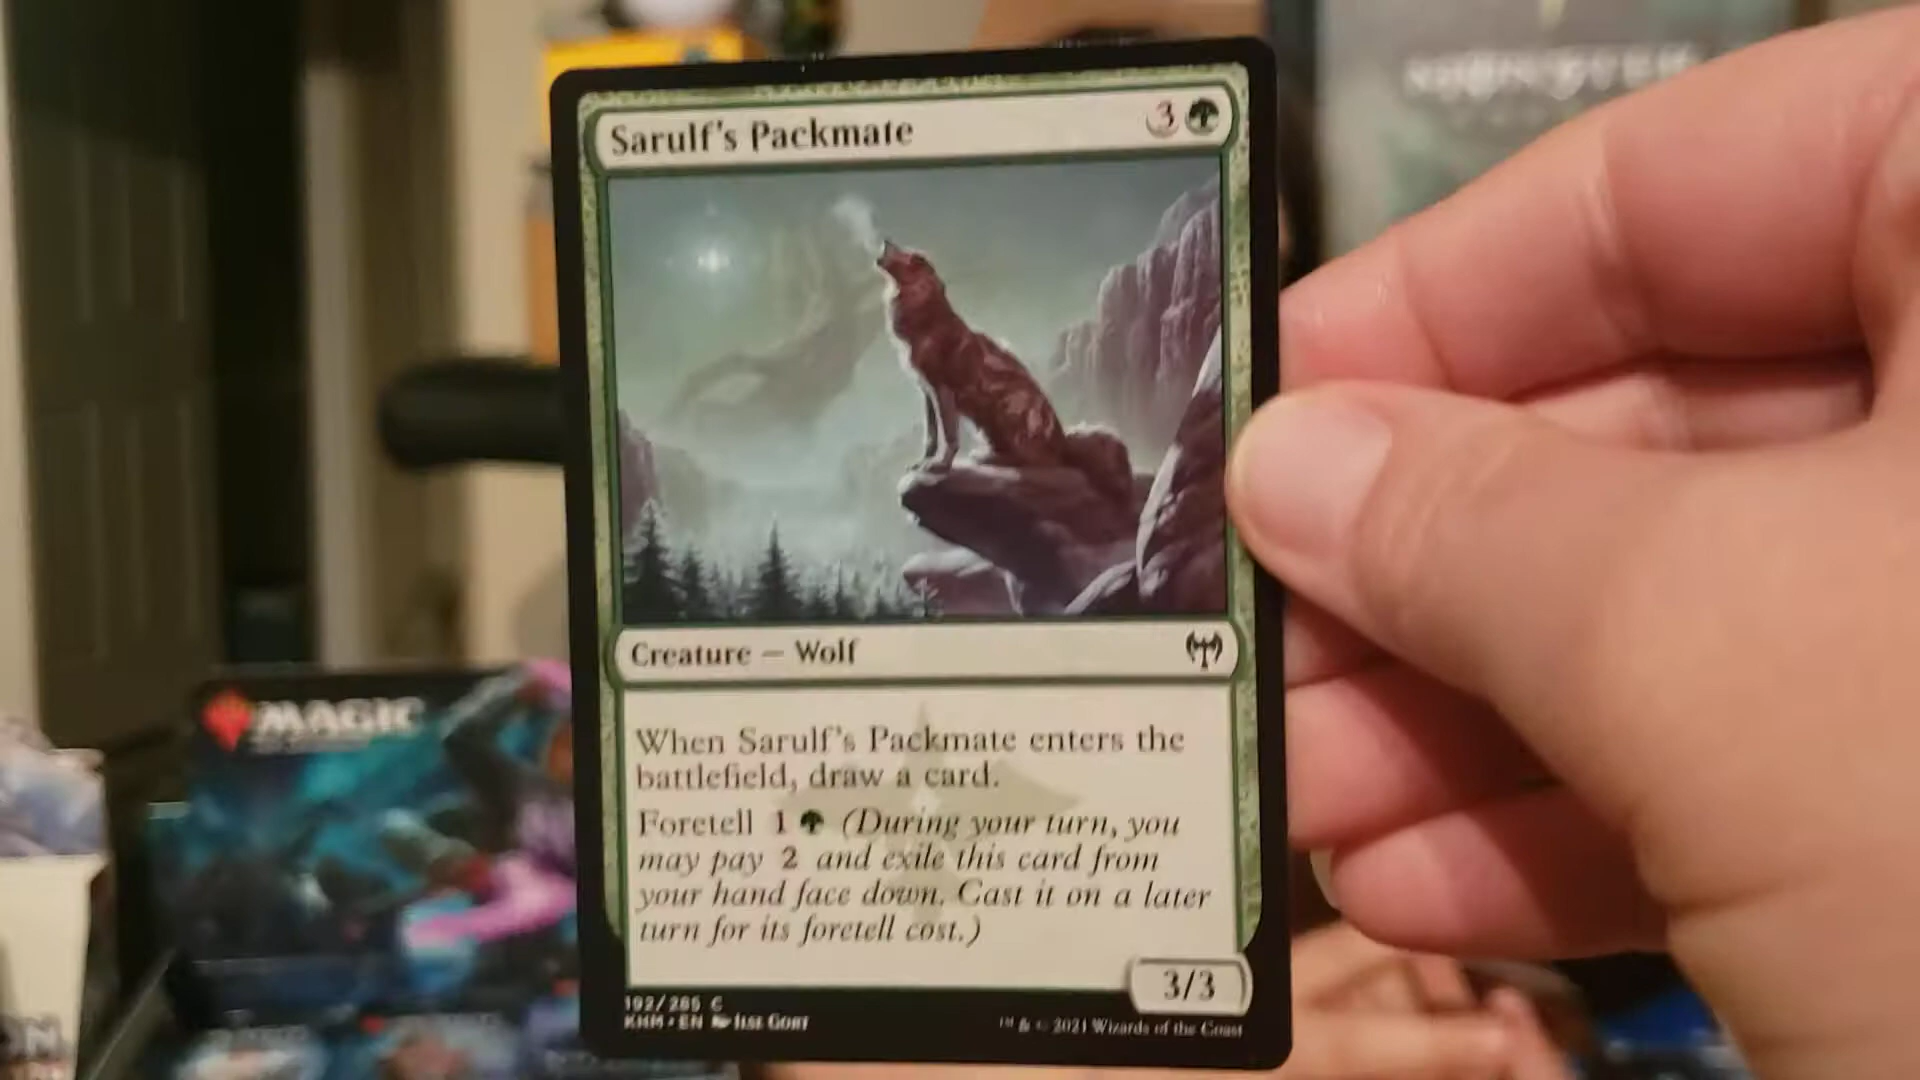 Sarulf's Packmate 3
MAGIC
Creature — Wolf
When Sarulf's Packmate enters the
battlefield, draw a card.
Foretell 1 (During your turn, you
may pay 2 and exile this card from
your hand face down. Cast it on a later
turn for its foretell cost.)
3/3
192/285 C
KHM • EN ILSE GORT
™ & © 2021 Wizards of the Coast